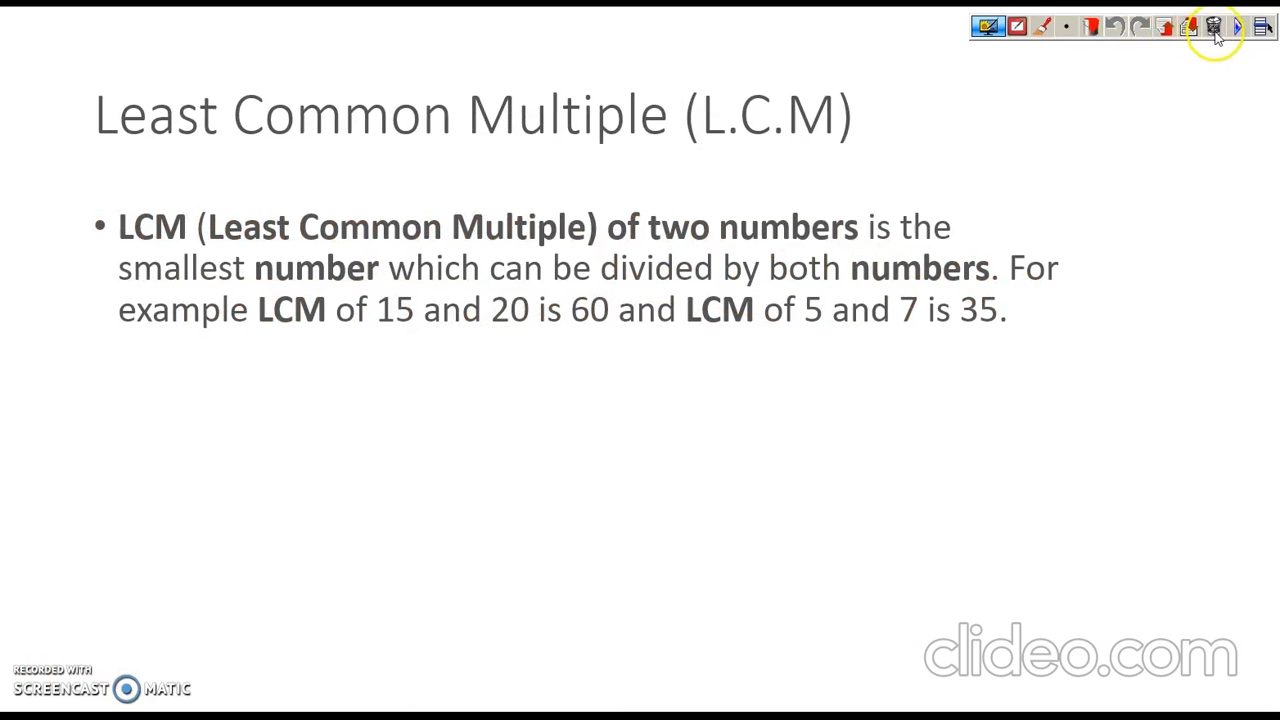 Least Common Multiple (L.C.M)
• LCM (Least Common Multiple) of two numbers is the
smallest number which can be divided by both numbers. For
example LCM of 15 and 20 is 60 and LCM of 5 and 7 is 35.
clideo.com
RECORDED WITH
SCREENCAST MATIC